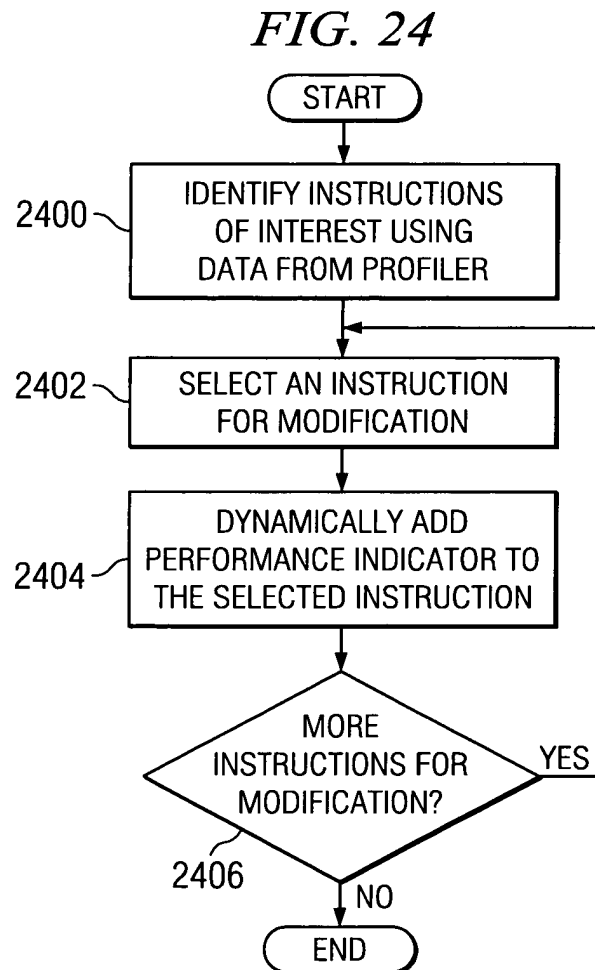 FIG. 24
START
2400
IDENTIFY INSTRUCTIONS
OF INTEREST USING
DATA FROM PROFILER
2402
SELECT AN INSTRUCTION
FOR MODIFICATION
2404
DYNAMICALLY ADD
PERFORMANCE INDICATOR TO
THE SELECTED INSTRUCTION
MORE
INSTRUCTIONS FOR
MODIFICATION?
YES
2406
NO
END